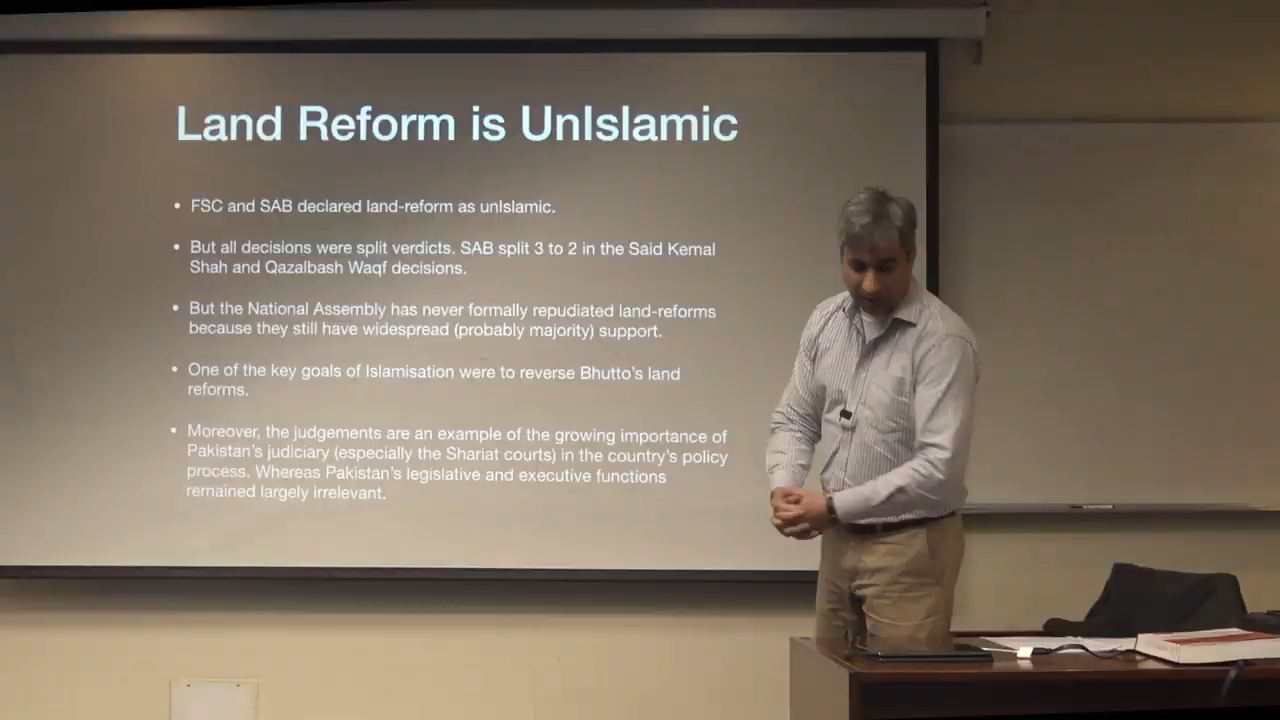 Land Reform is UnIslamic
• FSC and SAB declared land-reform as unIslamic.
• But all decisions were split verdicts. SAB split 3 to 2 in the Said Kemal
Shah and Qazalbash Waqf decisions.
• But the National Assembly has never formally repudiated land-reforms
because they still have widespread (probably majority) support.
• One of the key goals of Islamisation were to reverse Bhutto's land
reforms.
• Moreover, the judgements are an example of the growing importance of
Pakistan's judiciary (especially the Shariat courts) in the country's policy
process. Whereas Pakistan's legislative and executive functions
remained largely irrelevant.